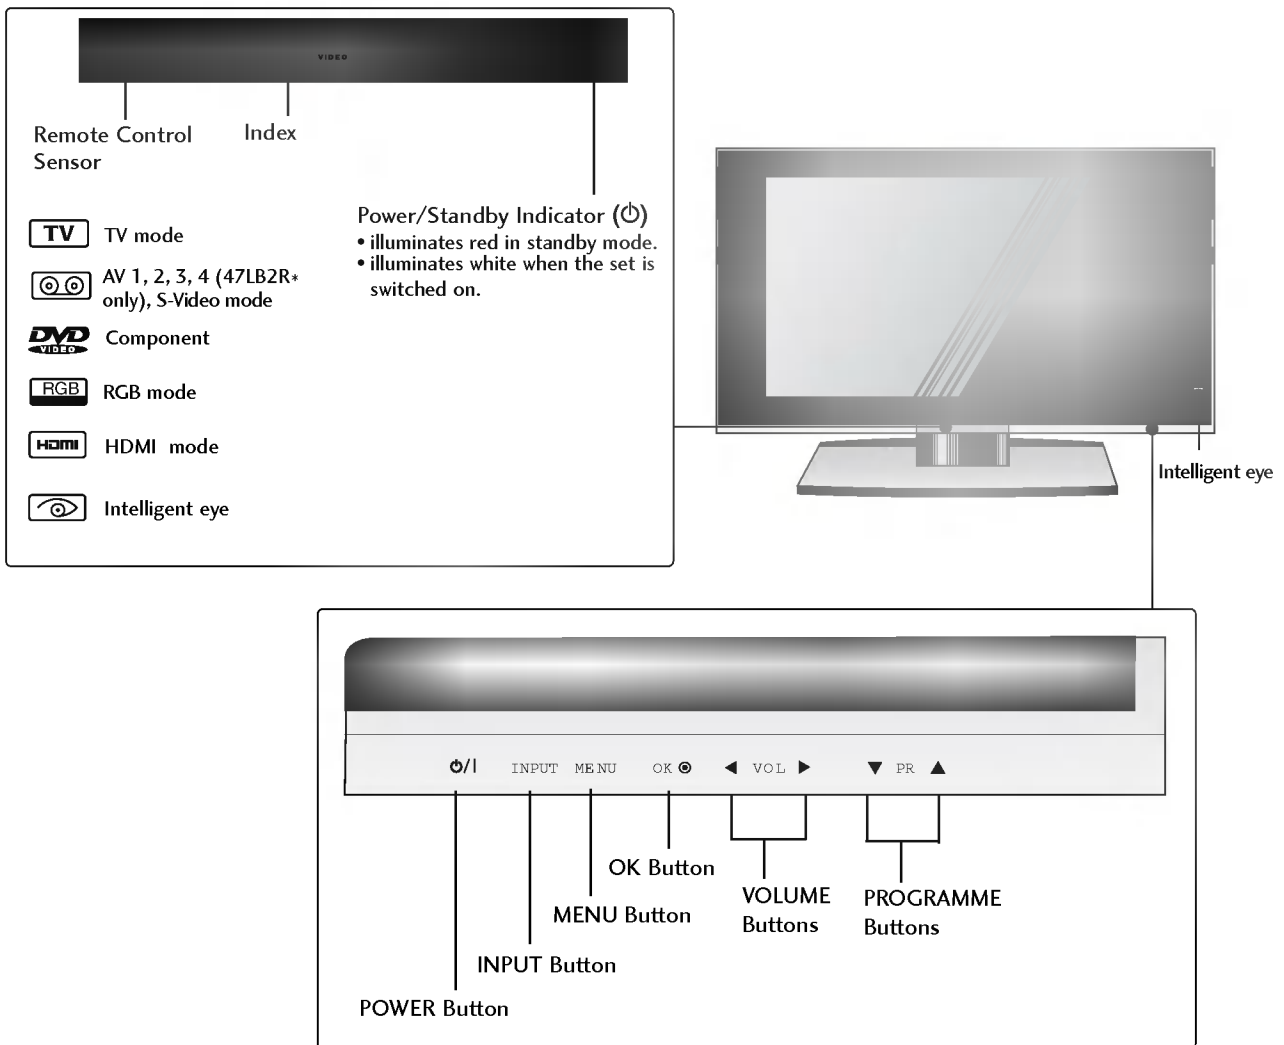 VIDEO
Remote Control
Sensor
Index
Power/Standby Indicator (⏻)
• illuminates red in standby mode.
• illuminates white when the set is
switched on.
TV TV mode
AV 1, 2, 3, 4 (47LB2R*
only), S-Video mode
DVD
VIDEO
Component
RGB RGB mode
HDMI HDMI mode
Intelligent eye
Intelligent eye
⏻/I INPUT MENU OK ◉ ◀ VOL ▶ ▼ PR ▲
OK Button
VOLUME
Buttons
PROGRAMME
Buttons
MENU Button
INPUT Button
POWER Button